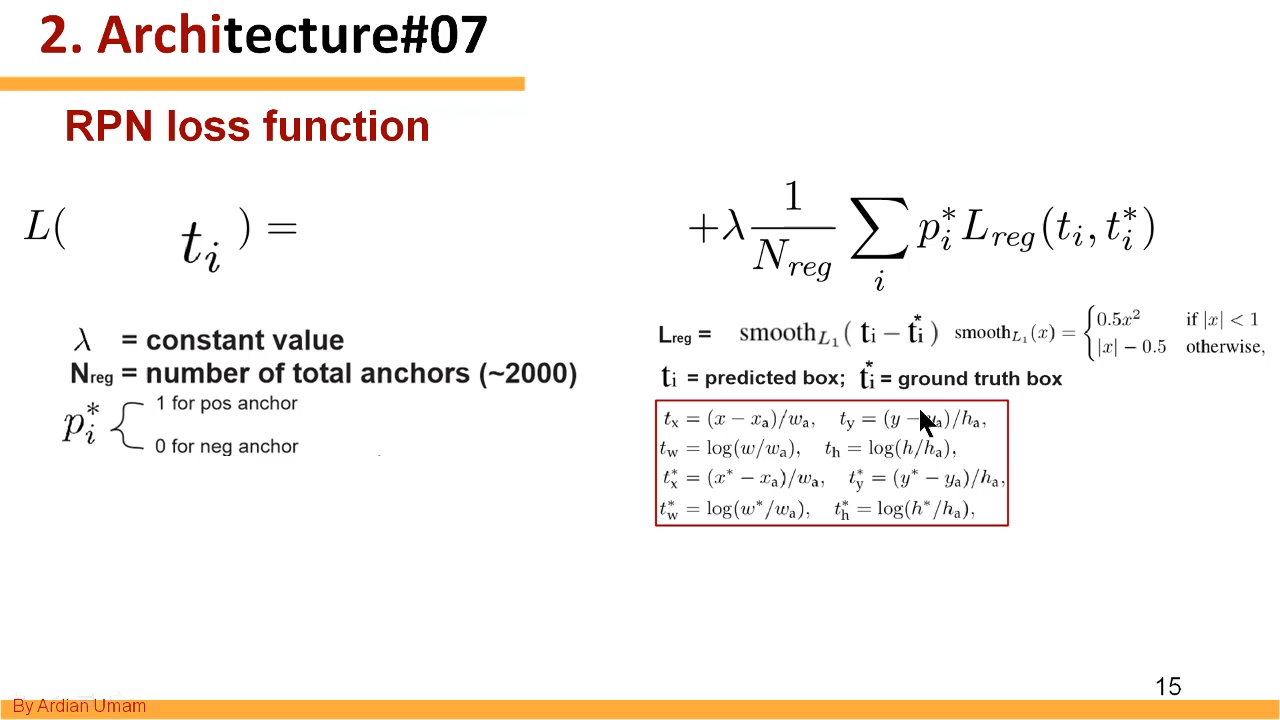 2. Architecture#07
RPN loss function
L( t_i ) = +λ 1/N_reg ∑_i p_i^* L_reg(t_i, t_i^*)
λ = constant value
N_reg = number of total anchors (~2000)
p_i^* { 1 for pos anchor
0 for neg anchor
L_reg = smooth_L1( t_i − t_i^* ) smooth_L1(x) = { 0.5x^2 if |x| < 1
|x| − 0.5 otherwise,
t_i = predicted box; t_i^* = ground truth box
t_x = (x − x_a)/w_a, t_y = (y − y_a)/h_a,
t_w = log(w/w_a), t_h = log(h/h_a),
t_x^* = (x^* − x_a)/w_a, t_y^* = (y^* − y_a)/h_a,
t_w^* = log(w^*/w_a), t_h^* = log(h^*/h_a),
15
By Ardian Umam